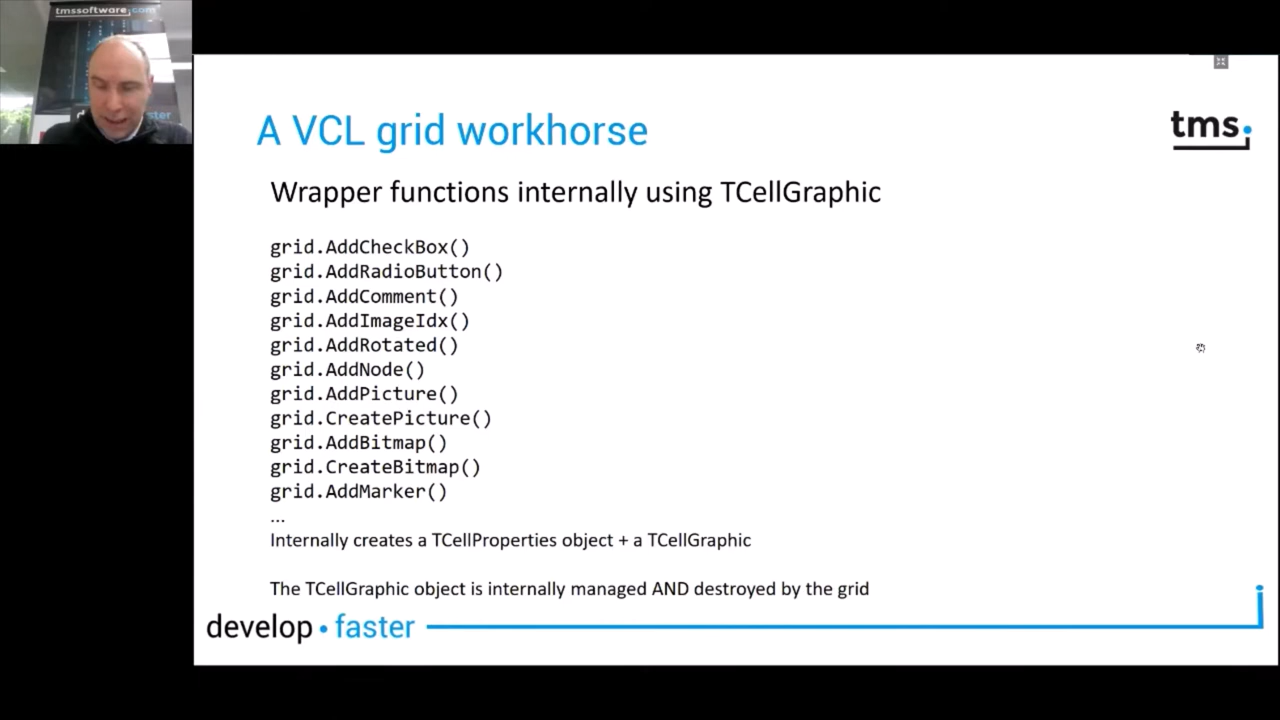 tmssoftware.com
faster
A VCL grid workhorse
tms.
Wrapper functions internally using TCellGraphic
grid.AddCheckBox()
grid.AddRadioButton()
grid.AddComment()
grid.AddImageIdx()
grid.AddRotated()
grid.AddNode()
grid.AddPicture()
grid.CreatePicture()
grid.AddBitmap()
grid.CreateBitmap()
grid.AddMarker()
...
Internally creates a TCellProperties object + a TCellGraphic
The TCellGraphic object is internally managed AND destroyed by the grid
develop • faster